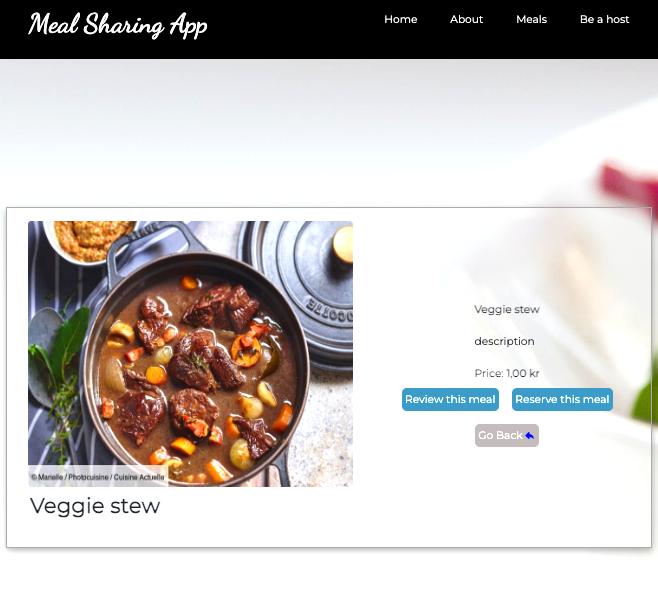 Meal Sharing App
Home About Meals Be a host
STAUB
© Marielle / Photocuisine / Cuisine Actuelle
Veggie stew
Veggie stew
description
Price: 1,00 kr
Review this meal Reserve this meal
Go Back